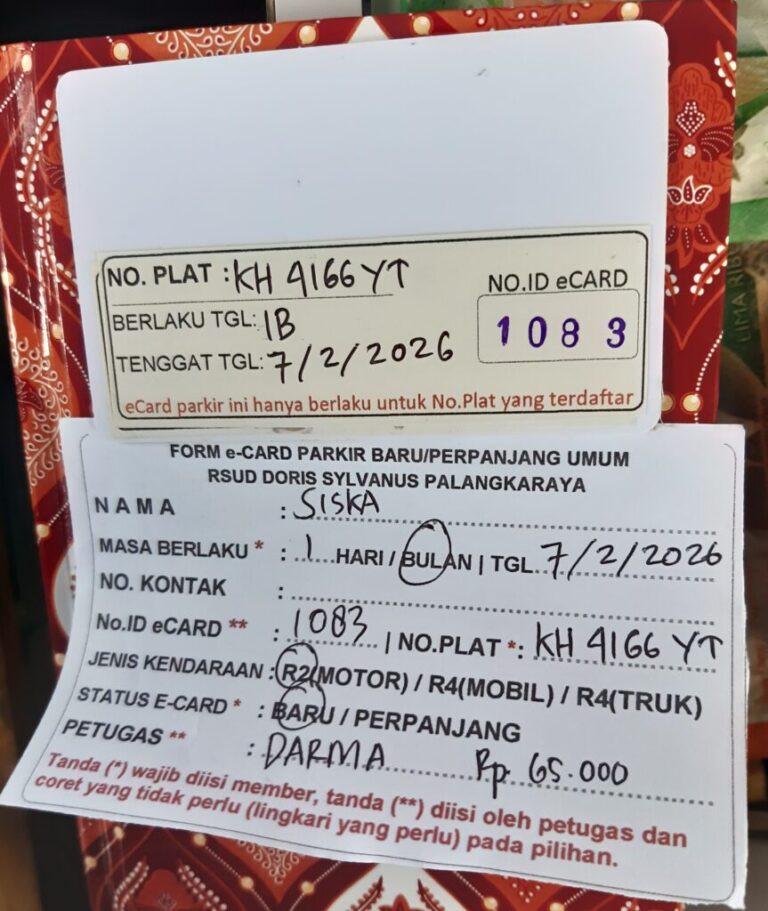 NO. PLAT : KH 4166 YT
NO.ID eCARD
BERLAKU TGL: 1B
1083
TENGGAT TGL: 7/2/2026
eCard parkir ini hanya berlaku untuk No.Plat yang terdaftar
FORM e-CARD PARKIR BARU/PERPANJANG UMUM
RSUD DORIS SYLVANUS PALANGKARAYA
NAMA : SISKA
MASA BERLAKU * : 1 HARI / BULAN | TGL 7/2/2026
NO. KONTAK :
No.ID eCARD ** : 1083 | NO.PLAT *: KH 4166 YT
JENIS KENDARAAN : R2(MOTOR) / R4(MOBIL) / R4(TRUK)
STATUS E-CARD * : BARU / PERPANJANG
PETUGAS ** : DARMA Rp. 65.000
Tanda (*) wajib diisi member, tanda (**) diisi oleh petugas dan
coret yang tidak perlu (lingkari yang perlu) pada pilihan.